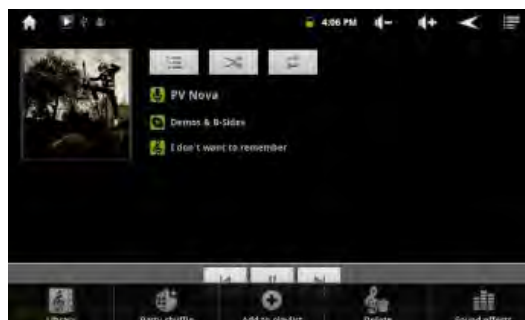 4:06 PM
PV Nova
Demos & B-Sides
I don't want to remember
Library
Party shuffle
Add to playlist
Delete
Sound effects